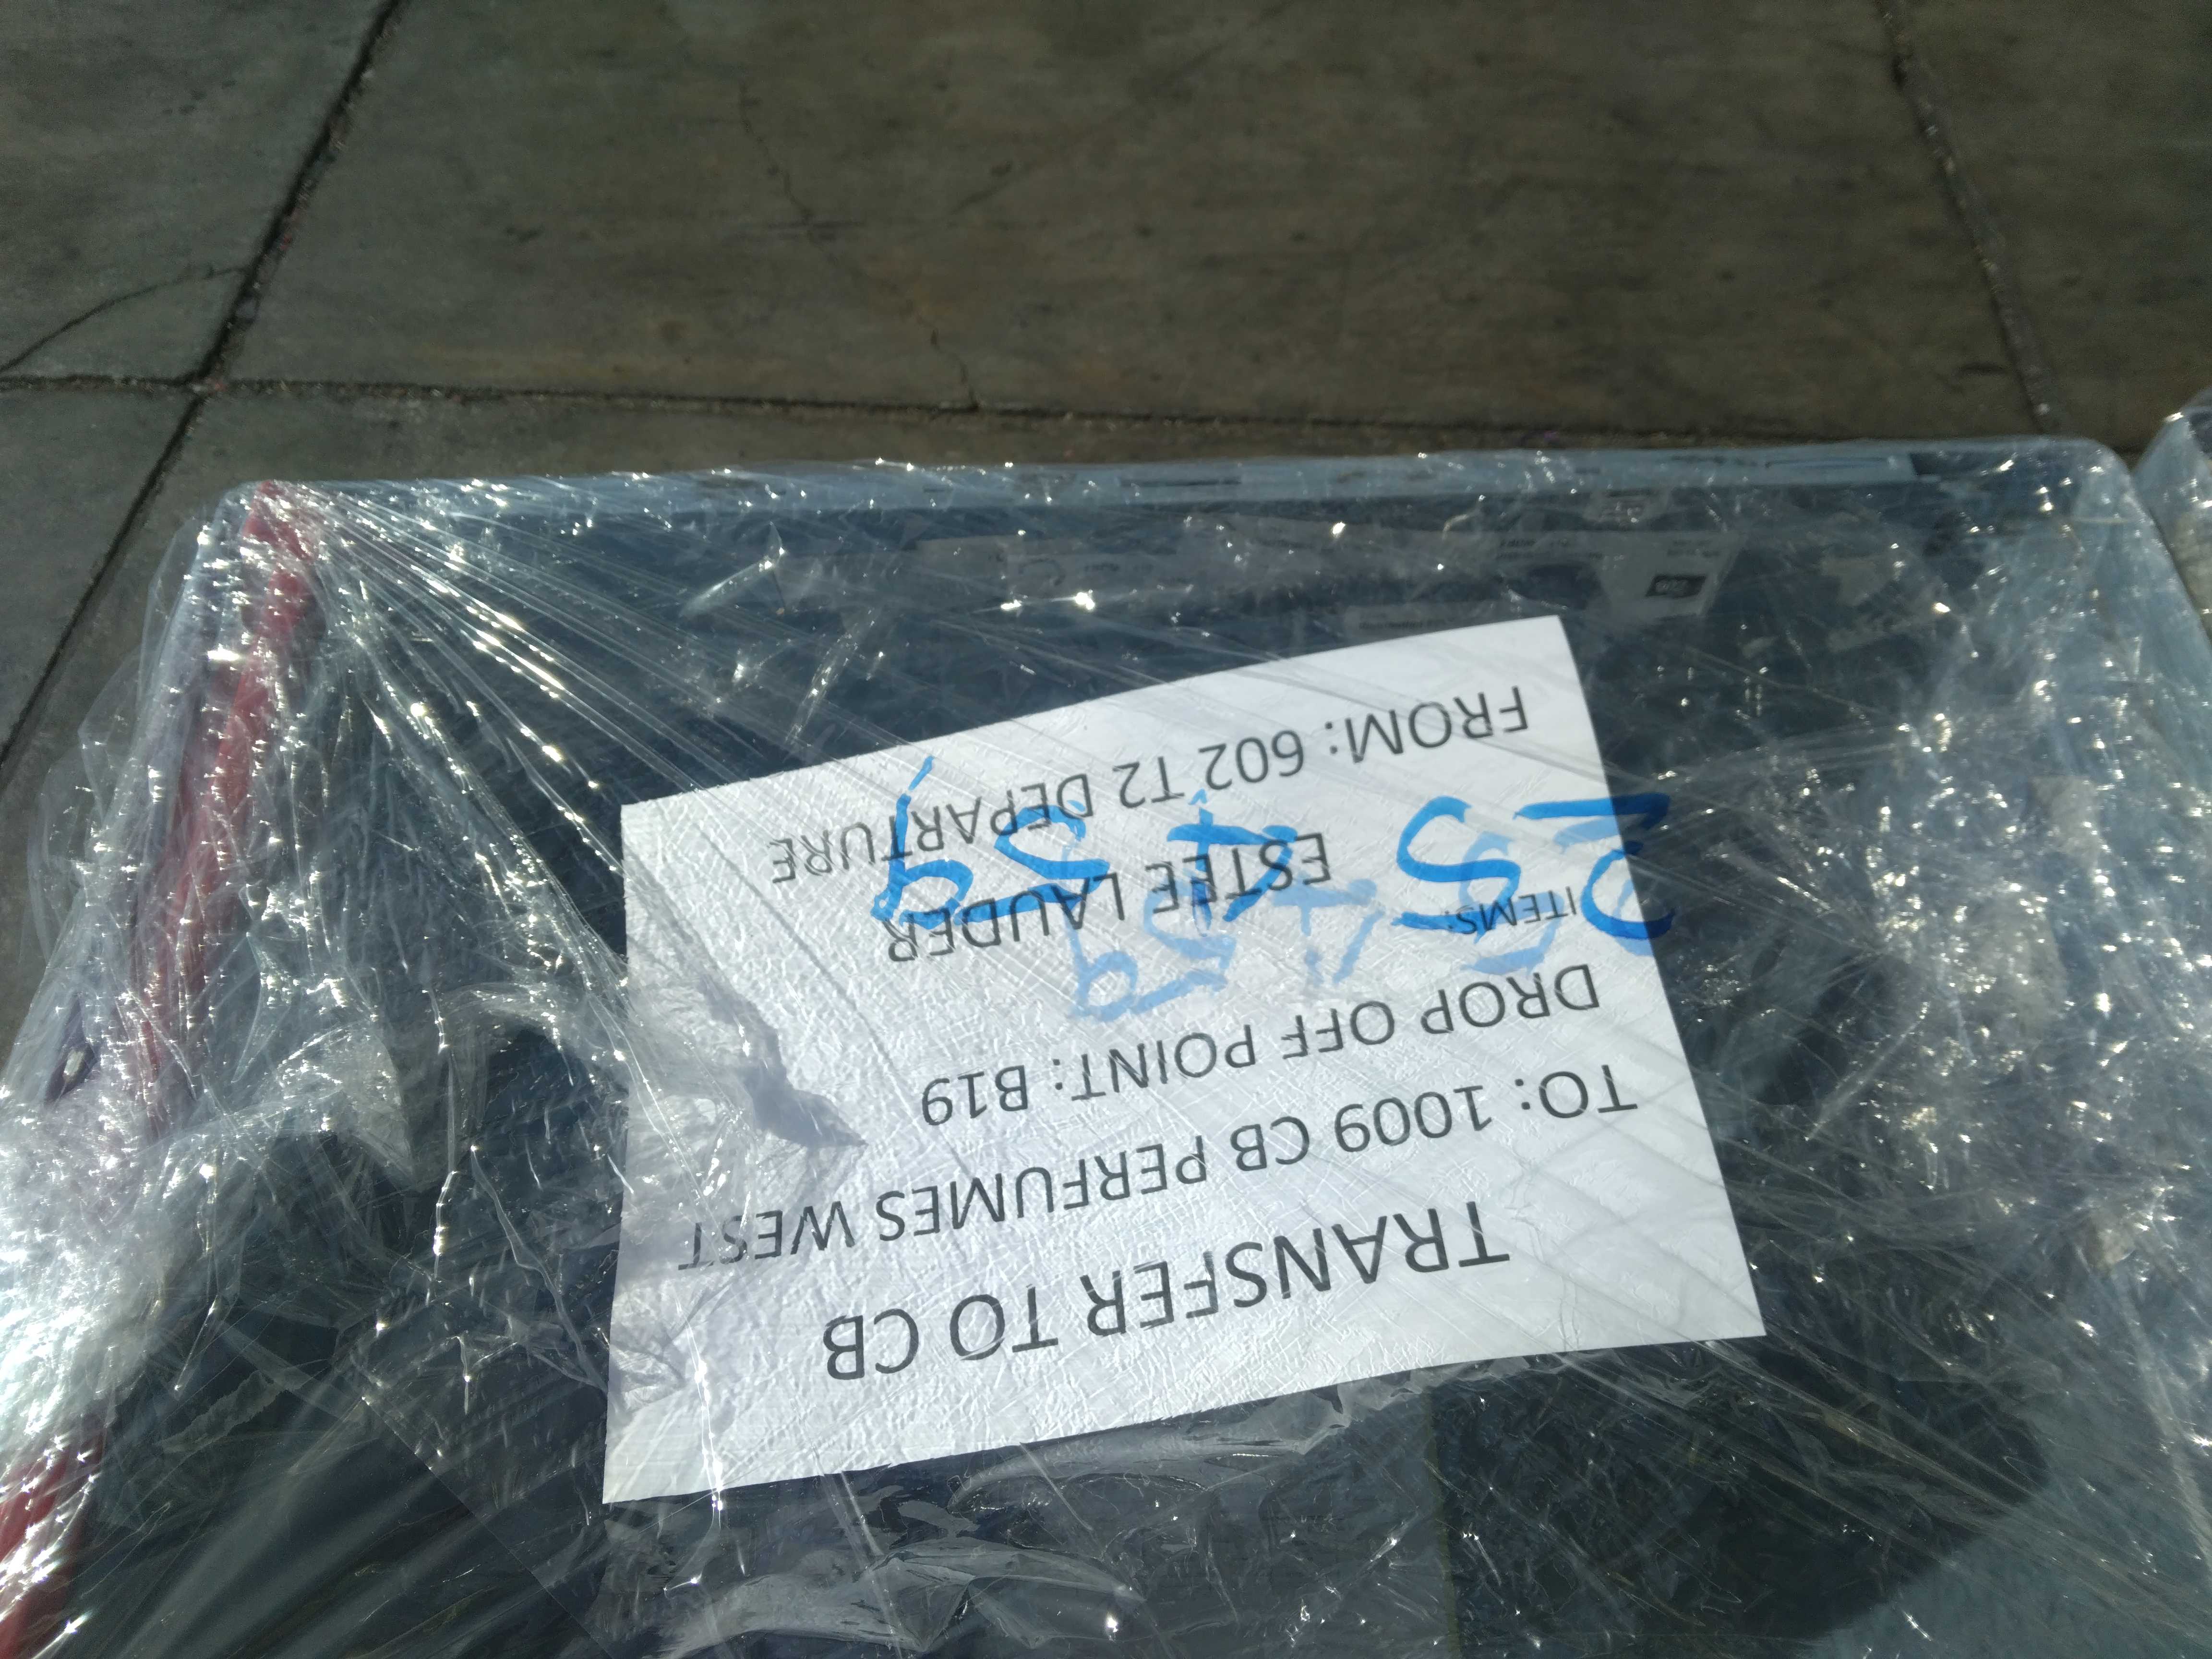 TRANSFER TO CB
TO: 1009 CB PERFUMES WEST
DROP OFF POINT: B19
ITEMS: ESTEE LAUDER
25459
FROM: 602 T2 DEPARTURE